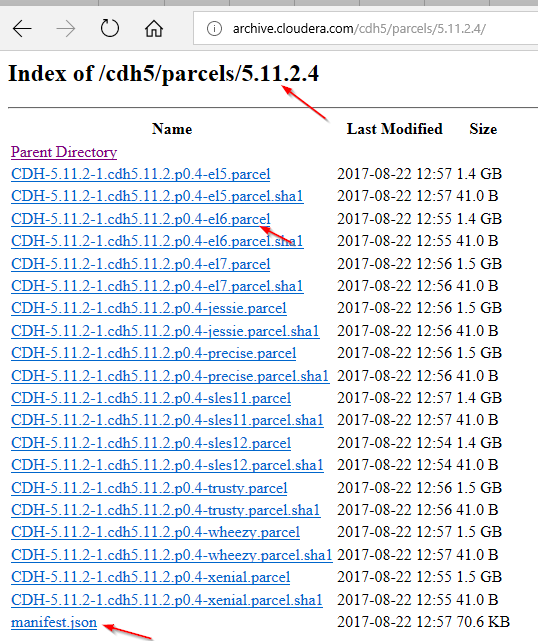 archive.cloudera.com/cdh5/parcels/5.11.2.4/
Index of /cdh5/parcels/5.11.2.4
Name Last Modified Size
Parent Directory
CDH-5.11.2-1.cdh5.11.2.p0.4-el5.parcel 2017-08-22 12:57 1.4 GB
CDH-5.11.2-1.cdh5.11.2.p0.4-el5.parcel.sha1 2017-08-22 12:57 41.0 B
CDH-5.11.2-1.cdh5.11.2.p0.4-el6.parcel 2017-08-22 12:55 1.4 GB
CDH-5.11.2-1.cdh5.11.2.p0.4-el6.parcel.sha1 2017-08-22 12:55 41.0 B
CDH-5.11.2-1.cdh5.11.2.p0.4-el7.parcel 2017-08-22 12:56 1.5 GB
CDH-5.11.2-1.cdh5.11.2.p0.4-el7.parcel.sha1 2017-08-22 12:56 41.0 B
CDH-5.11.2-1.cdh5.11.2.p0.4-jessie.parcel 2017-08-22 12:56 1.5 GB
CDH-5.11.2-1.cdh5.11.2.p0.4-jessie.parcel.sha1 2017-08-22 12:56 41.0 B
CDH-5.11.2-1.cdh5.11.2.p0.4-precise.parcel 2017-08-22 12:56 1.5 GB
CDH-5.11.2-1.cdh5.11.2.p0.4-precise.parcel.sha1 2017-08-22 12:56 41.0 B
CDH-5.11.2-1.cdh5.11.2.p0.4-sles11.parcel 2017-08-22 12:57 1.4 GB
CDH-5.11.2-1.cdh5.11.2.p0.4-sles11.parcel.sha1 2017-08-22 12:57 41.0 B
CDH-5.11.2-1.cdh5.11.2.p0.4-sles12.parcel 2017-08-22 12:54 1.4 GB
CDH-5.11.2-1.cdh5.11.2.p0.4-sles12.parcel.sha1 2017-08-22 12:54 41.0 B
CDH-5.11.2-1.cdh5.11.2.p0.4-trusty.parcel 2017-08-22 12:56 1.5 GB
CDH-5.11.2-1.cdh5.11.2.p0.4-trusty.parcel.sha1 2017-08-22 12:56 41.0 B
CDH-5.11.2-1.cdh5.11.2.p0.4-wheezy.parcel 2017-08-22 12:57 1.5 GB
CDH-5.11.2-1.cdh5.11.2.p0.4-wheezy.parcel.sha1 2017-08-22 12:57 41.0 B
CDH-5.11.2-1.cdh5.11.2.p0.4-xenial.parcel 2017-08-22 12:55 1.5 GB
CDH-5.11.2-1.cdh5.11.2.p0.4-xenial.parcel.sha1 2017-08-22 12:55 41.0 B
manifest.json 2017-08-22 12:57 70.6 KB